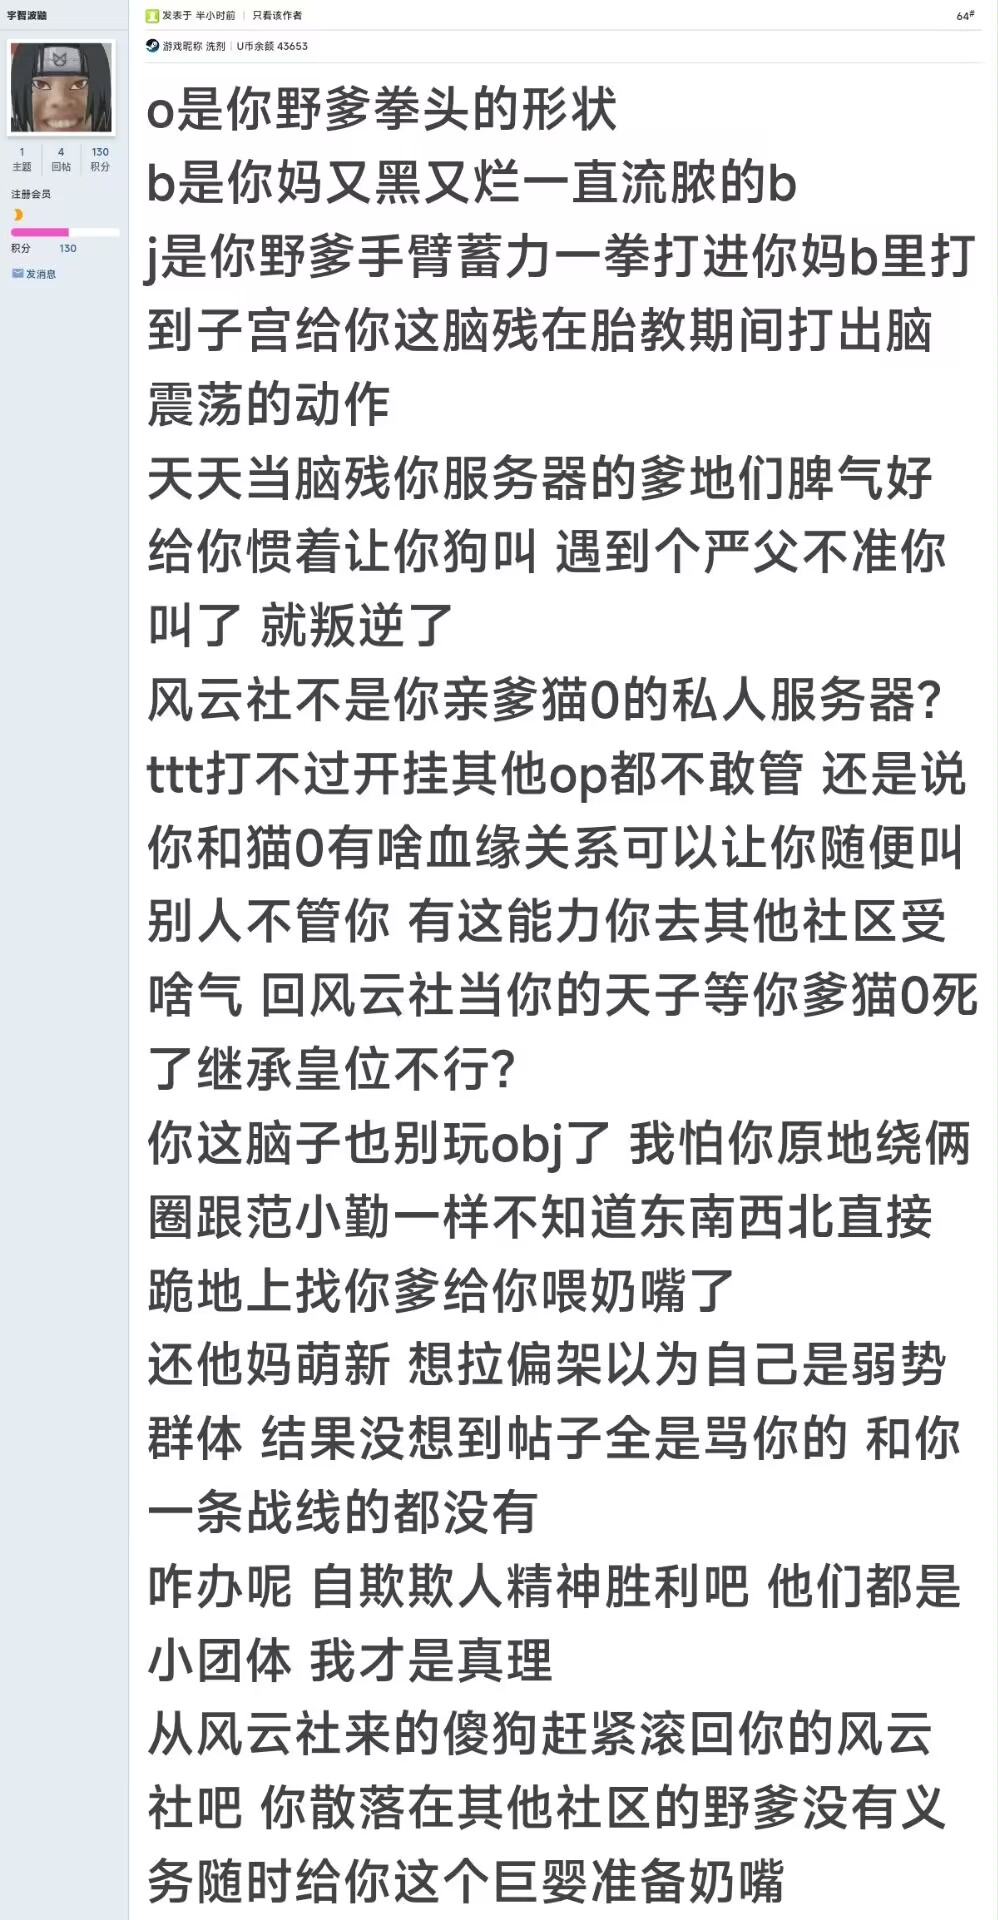 宇智波鼬
发表于 半小时前 | 只看该作者
64#
游戏昵称 洗剂 | U币余额 43653
1 4 130
主题 回帖 积分
注册会员
积分 130
发消息
o是你野爹拳头的形状
b是你妈又黑又烂一直流脓的b
j是你野爹手臂蓄力一拳打进你妈b里打
到子宫给你这脑残在胎教期间打出脑
震荡的动作
天天当脑残你服务器的爹地们脾气好
给你惯着让你狗叫 遇到个严父不准你
叫了 就叛逆了
风云社不是你亲爹猫0的私人服务器?
ttt打不过开挂其他op都不敢管 还是说
你和猫0有啥血缘关系可以让你随便叫
别人不管你 有这能力你去其他社区受
啥气 回风云社当你的天子等你爹猫0死
了继承皇位不行?
你这脑子也别玩obj了 我怕你原地绕俩
圈跟范小勤一样不知道东南西北直接
跪地上找你爹给你喂奶嘴了
还他妈萌新 想拉偏架以为自己是弱势
群体 结果没想到帖子全是骂你的 和你
一条战线的都没有
咋办呢 自欺欺人精神胜利吧 他们都是
小团体 我才是真理
从风云社来的傻狗赶紧滚回你的风云
社吧 你散落在其他社区的野爹没有义
务随时给你这个巨婴准备奶嘴